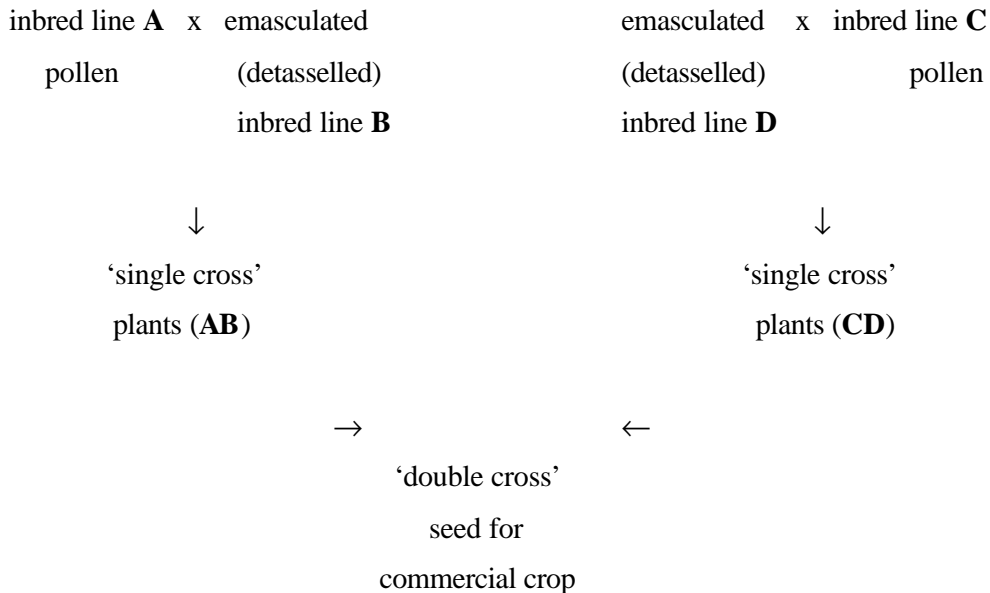 inbred line A x emasculated emasculated x inbred line C
pollen (detasselled) (detasselled) pollen
inbred line B inbred line D
↓ ↓
‘single cross’ ‘single cross’
plants (AB) plants (CD)
→ ←
‘double cross’
seed for
commercial crop